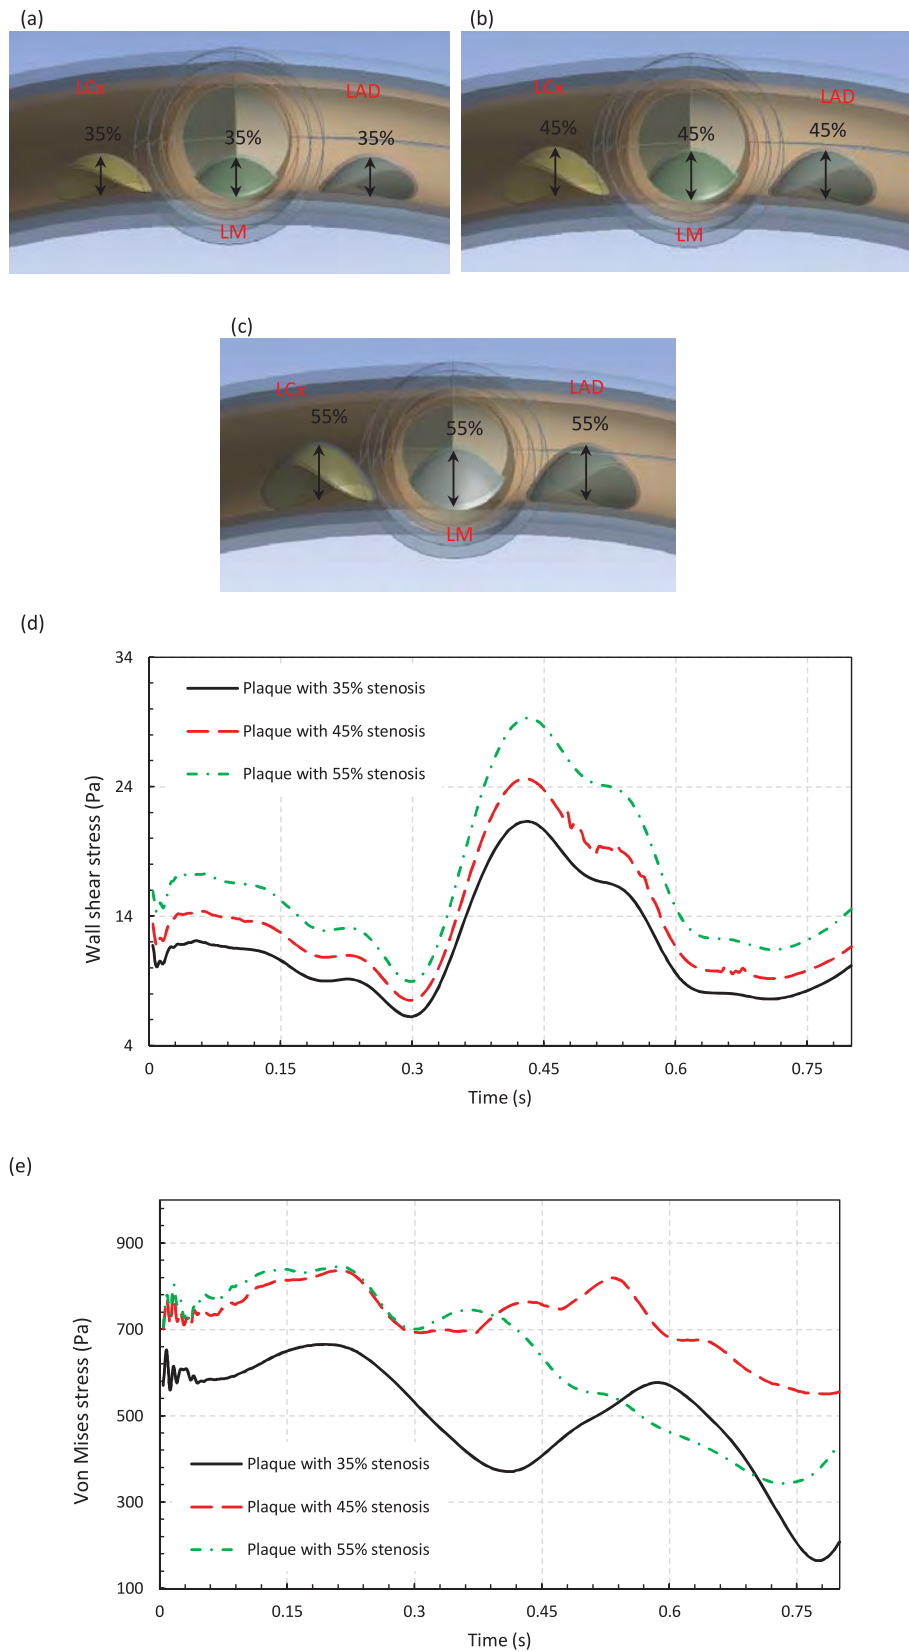 (a)
(b)
LCx
LAD
35%
35%
35%
LM
LCx
LAD
45%
45%
45%
LM
(c)
LCx
LAD
55%
55%
55%
LM
(d)
34
24
14
4
Wall shear stress (Pa)
Plaque with 35% stenosis
Plaque with 45% stenosis
Plaque with 55% stenosis
0
0.15
0.3
0.45
0.6
0.75
Time (s)
(e)
900
700
500
300
100
Von Mises stress (Pa)
Plaque with 35% stenosis
Plaque with 45% stenosis
Plaque with 55% stenosis
0
0.15
0.3
0.45
0.6
0.75
Time (s)